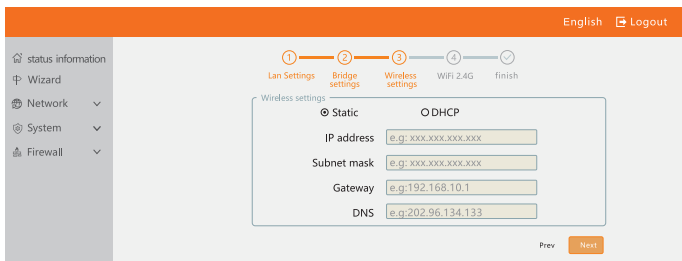 English Logout
status information
Wizard
Network
System
Firewall
1 2 3 4
Lan Settings Bridge settings Wireless settings WiFi 2.4G finish
Wireless settings
Static DHCP
IP address e.g: xxx.xxx.xxx.xxx
Subnet mask e.g: xxx.xxx.xxx.xxx
Gateway e.g:192.168.10.1
DNS e.g:202.96.134.133
Prev Next